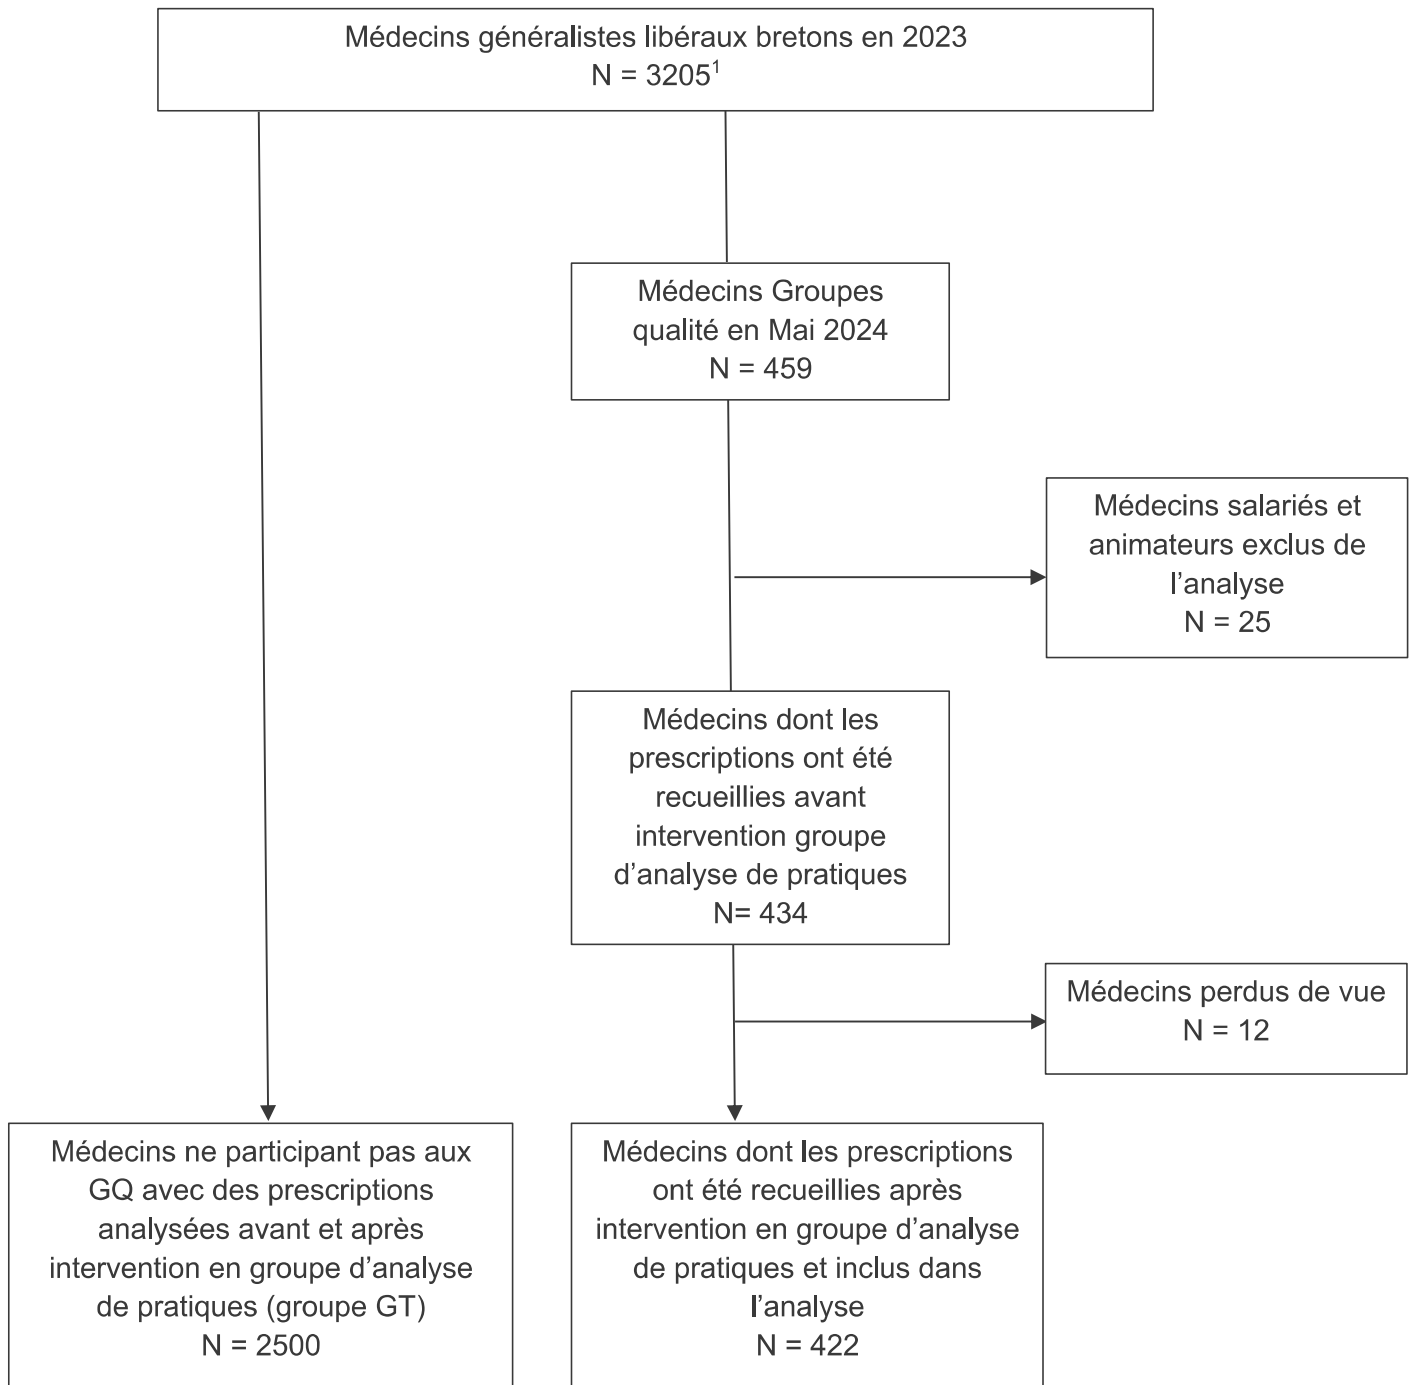 Médecins généralistes libéraux bretons en 2023
N = 3205¹
Médecins Groupes
qualité en Mai 2024
N = 459
Médecins salariés et
animateurs exclus de
l’analyse
N = 25
Médecins dont les
prescriptions ont été
recueillies avant
intervention groupe
d’analyse de pratiques
N= 434
Médecins perdus de vue
N = 12
Médecins ne participant pas aux
GQ avec des prescriptions
analysées avant et après
intervention en groupe d’analyse
de pratiques (groupe GT)
N = 2500
Médecins dont les prescriptions
ont été recueillies après
intervention en groupe d’analyse
de pratiques et inclus dans
l’analyse
N = 422